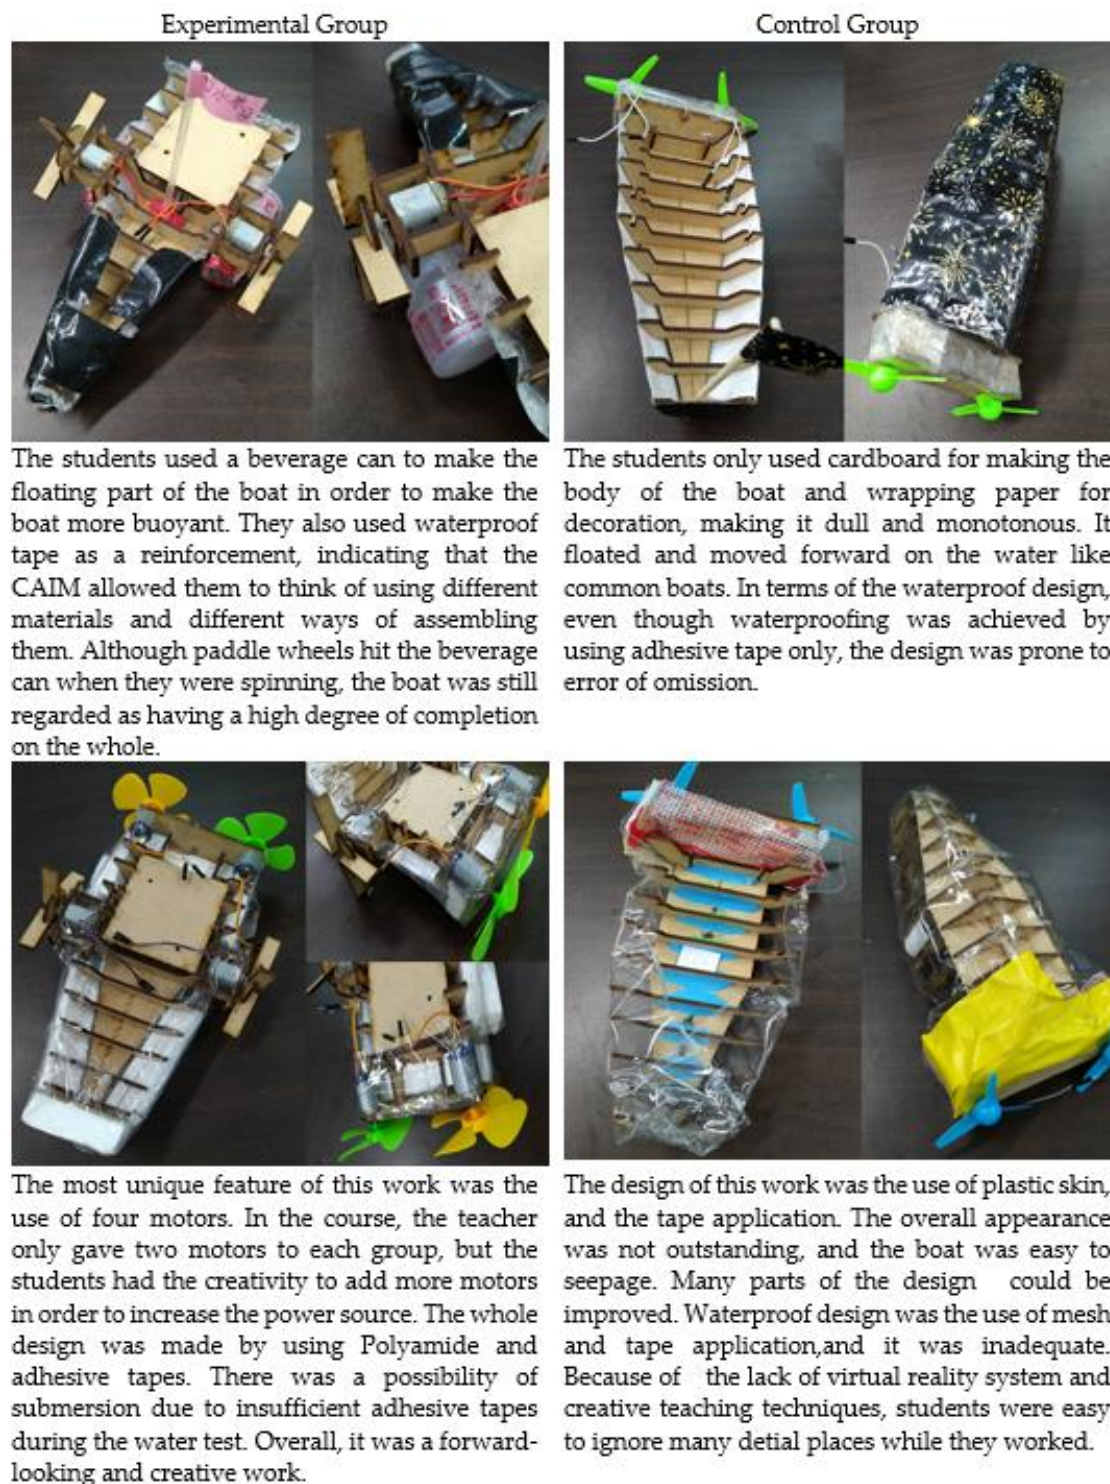 Experimental Group
Control Group
The students used a beverage can to make the
floating part of the boat in order to make the
boat more buoyant. They also used waterproof
tape as a reinforcement, indicating that the
CAIM allowed them to think of using different
materials and different ways of assembling
them. Although paddle wheels hit the beverage
can when they were spinning, the boat was still
regarded as having a high degree of completion
on the whole.
The students only used cardboard for making the
body of the boat and wrapping paper for
decoration, making it dull and monotonous. It
floated and moved forward on the water like
common boats. In terms of the waterproof design,
even though waterproofing was achieved by
using adhesive tape only, the design was prone to
error of omission.
The most unique feature of this work was the
use of four motors. In the course, the teacher
only gave two motors to each group, but the
students had the creativity to add more motors
in order to increase the power source. The whole
design was made by using Polyamide and
adhesive tapes. There was a possibility of
submersion due to insufficient adhesive tapes
during the water test. Overall, it was a forward-
looking and creative work.
The design of this work was the use of plastic skin,
and the tape application. The overall appearance
was not outstanding, and the boat was easy to
seepage. Many parts of the design could be
improved. Waterproof design was the use of mesh
and tape application,and it was inadequate.
Because of the lack of virtual reality system and
creative teaching techniques, students were easy
to ignore many detial places while they worked.